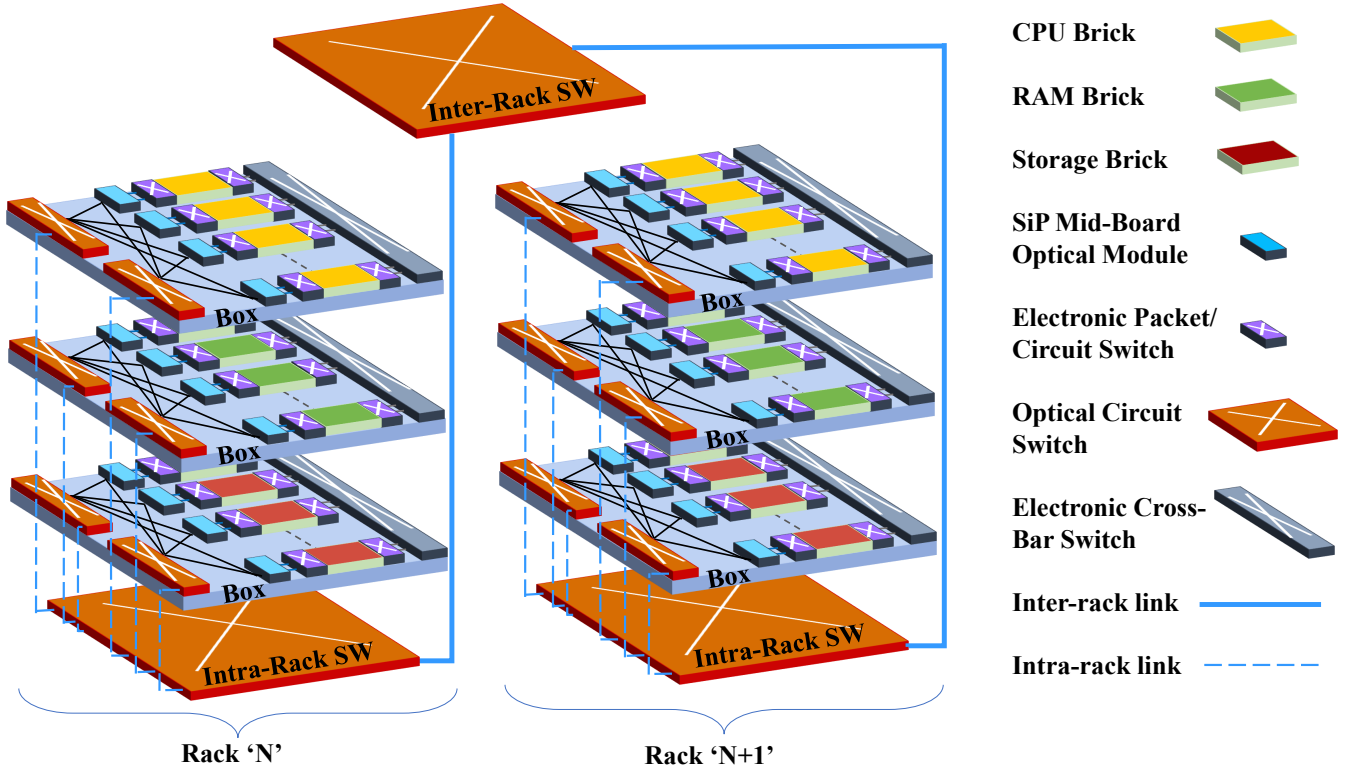 Inter-Rack SW
Box
Box
Box
Intra-Rack SW
Rack ‘N’
Box
Box
Box
Intra-Rack SW
Rack ‘N+1’
CPU Brick
RAM Brick
Storage Brick
SiP Mid-Board
Optical Module
Electronic Packet/
Circuit Switch
Optical Circuit
Switch
Electronic Cross-
Bar Switch
Inter-rack link
Intra-rack link